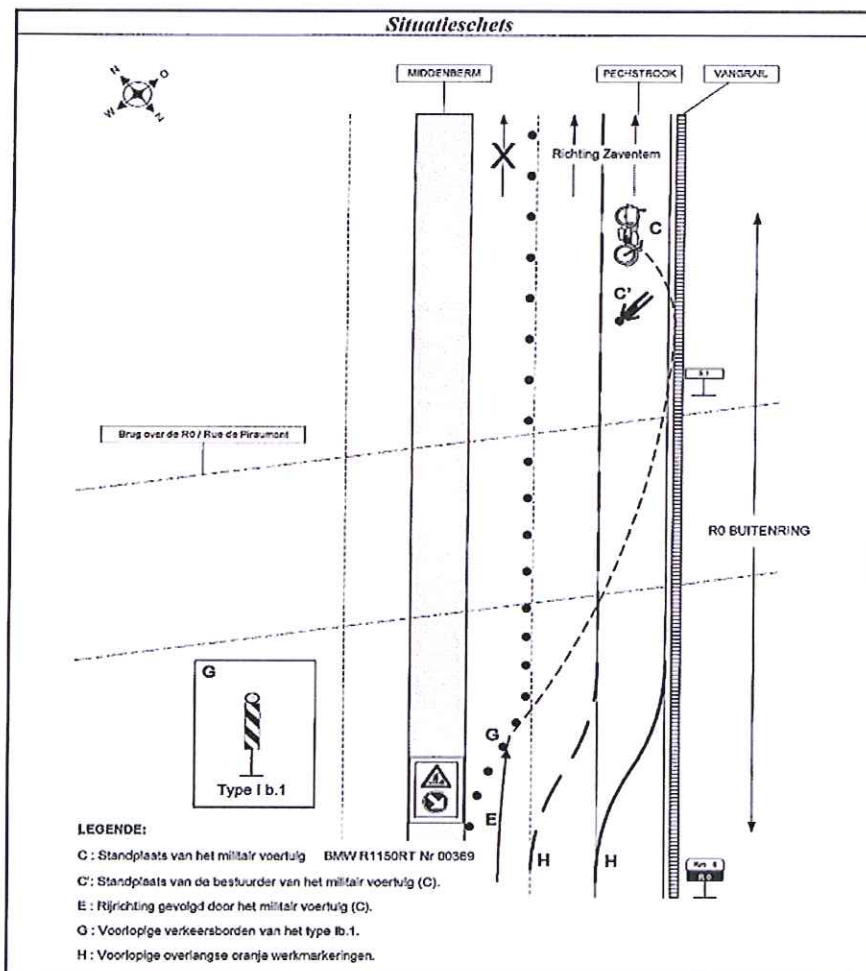 Situatieschets
MIDDENBERM
PECHSTROOK
VANGRAIL
N
O
W
N
X
Richting Zaventem
C
C'
Brug over de R0 / Rue de Piraumont
R0 BUITENRING
G
Type I b.1
G
E
H
H
R0
LEGENDE:
C : Standplaats van het militair voertuig BMW R1150RT Nr 00369
C': Standplaats van de bestuurder van het militair voertuig (C).
E : Rijrichting gevolgd door het militair voertuig (C).
G : Voorlopige verkeersborden van het type Ib.1.
H : Voorlopige overlangse oranje werkmarkeringen.